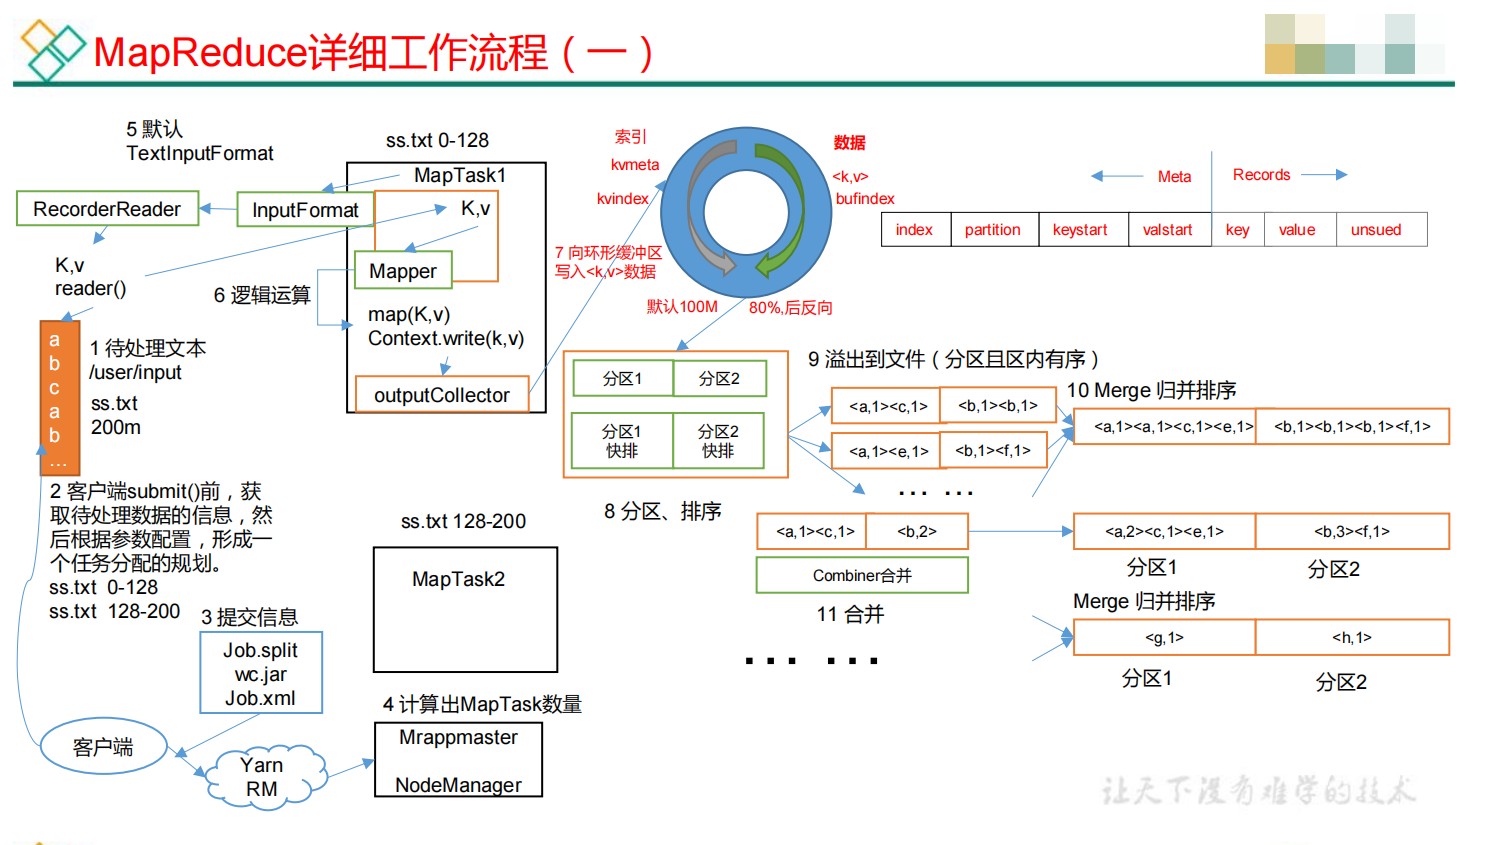 MapReduce详细工作流程（一）
5 默认
TextInputFormat
ss.txt 0-128
MapTask1
RecorderReader
InputFormat
K,v
Mapper
K,v
reader()
6 逻辑运算
map(K,v)
Context.write(k,v)
outputCollector
a
b
c
a
b
...
1 待处理文本
/user/input
ss.txt
200m
2 客户端submit()前，获
取待处理数据的信息，然
后根据参数配置，形成一
个任务分配的规划。
ss.txt 0-128
ss.txt 128-200
3 提交信息
Job.split
wc.jar
Job.xml
客户端
Yarn
RM
ss.txt 128-200
MapTask2
4 计算出MapTask数量
Mrappmaster
NodeManager
索引
kvmeta
kvindex
数据
<k,v>
bufindex
7 向环形缓冲区
写入<k,v>数据
默认100M
80%,后反向
Meta
Records
index
partition
keystart
valstart
key
value
unsued
分区1
分区2
分区1
快排
分区2
快排
8 分区、排序
9 溢出到文件（分区且区内有序）
<a,1><c,1>
<b,1><b,1>
<a,1><e,1>
<b,1><f,1>
... ...
10 Merge 归并排序
<a,1><a,1><c,1><e,1>
<b,1><b,1><b,1><f,1>
<a,1><c,1>
<b,2>
Combiner合并
11 合并
<a,2><c,1><e,1>
<b,3><f,1>
分区1
分区2
Merge 归并排序
<g,1>
<h,1>
分区1
分区2
... ...
让天下没有难学的技术